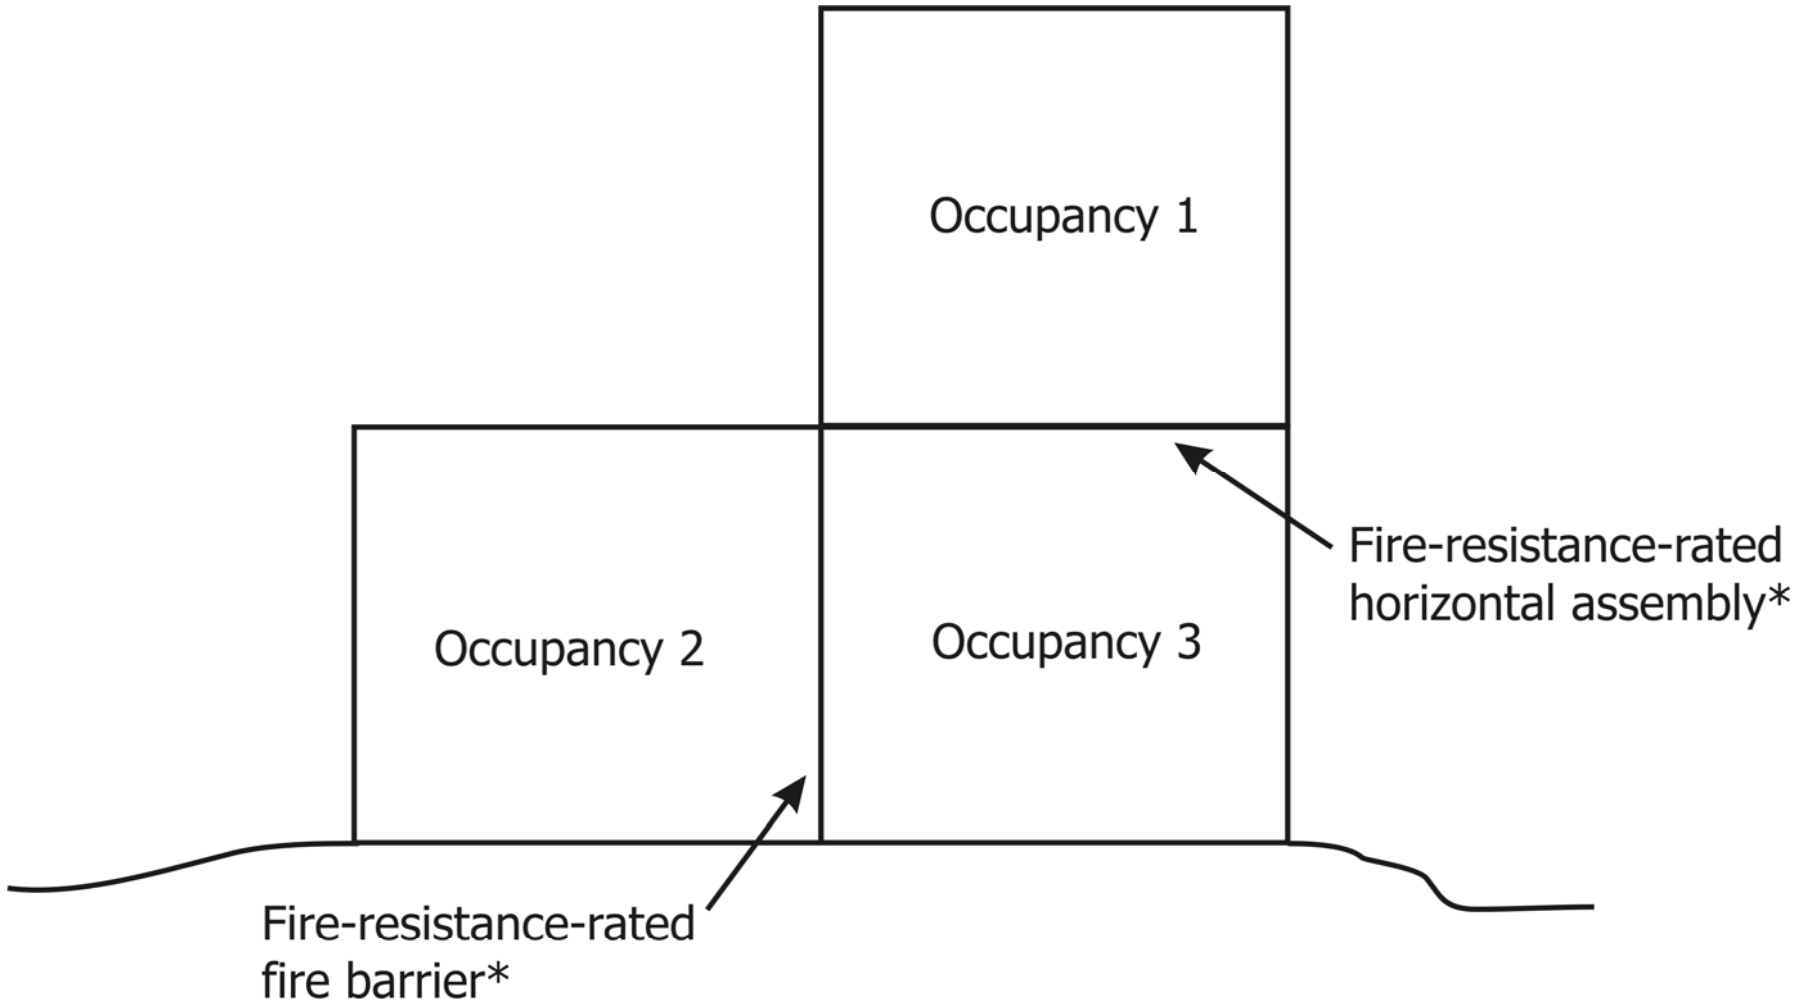 Occupancy 1
Fire-resistance-rated
horizontal assembly*
Occupancy 2
Occupancy 3
Fire-resistance-rated
fire barrier*